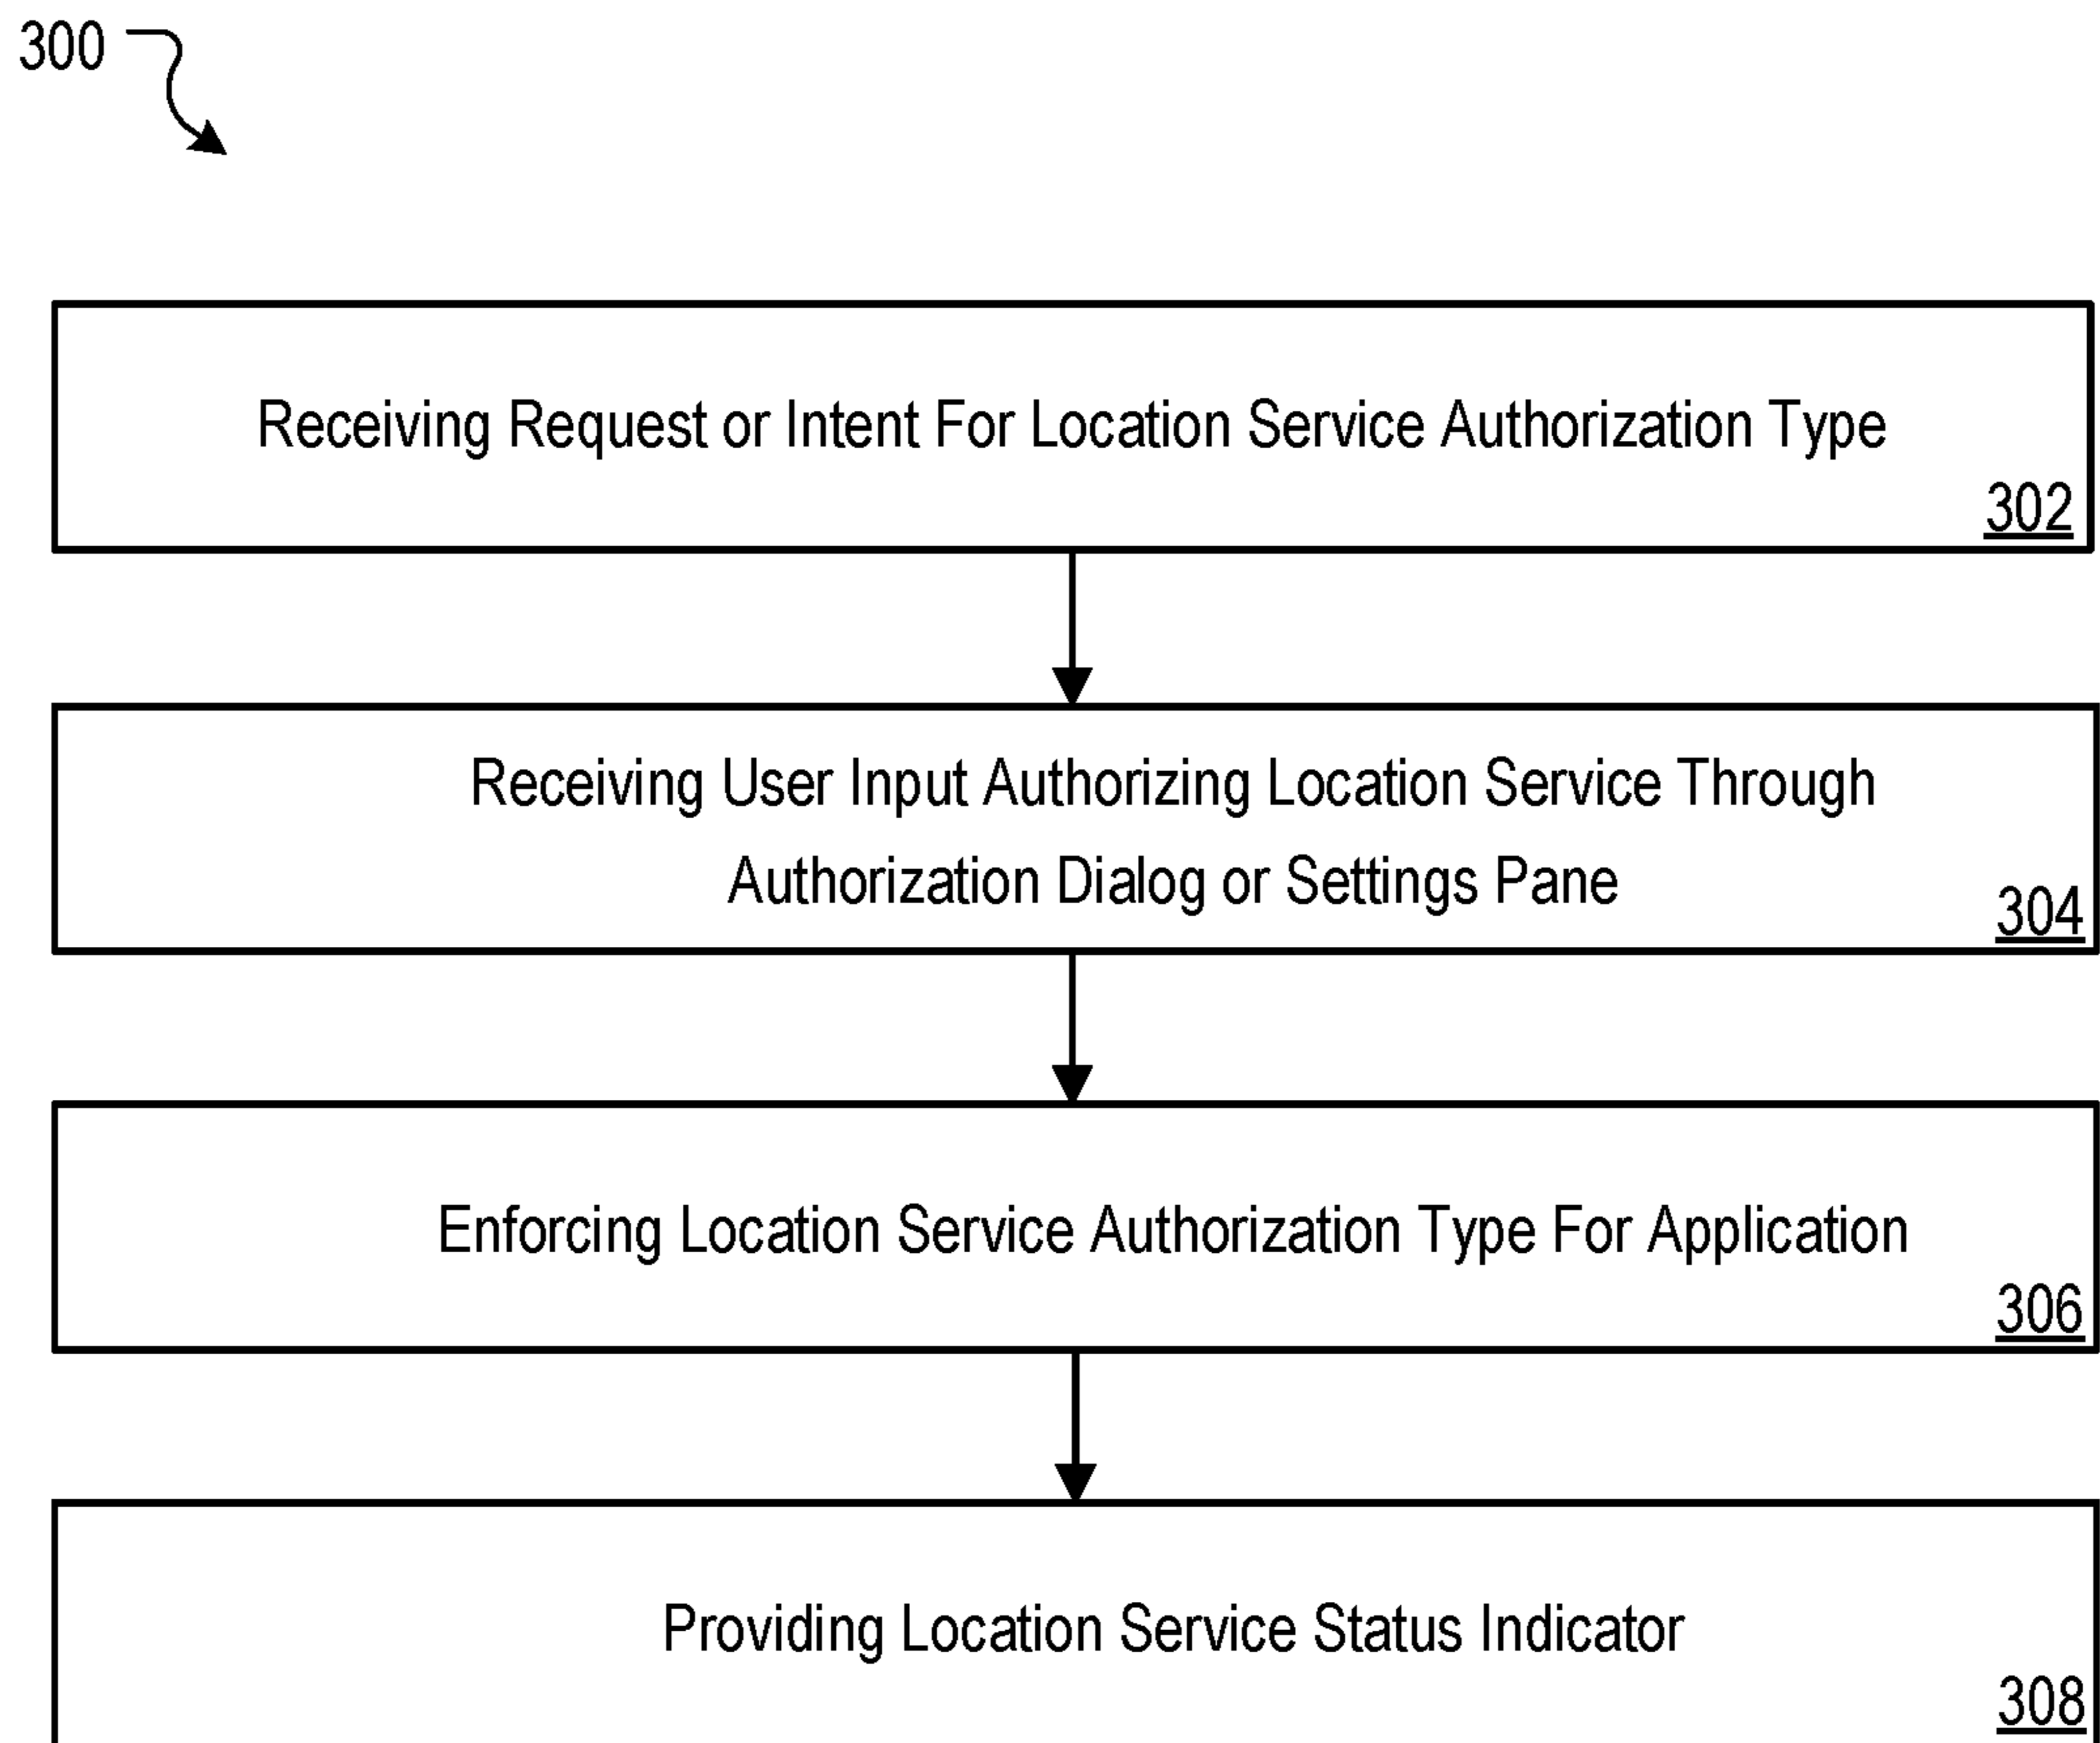 300
Receiving Request or Intent For Location Service Authorization Type
302
Receiving User Input Authorizing Location Service Through
Authorization Dialog or Settings Pane
304
Enforcing Location Service Authorization Type For Application
306
Providing Location Service Status Indicator
308